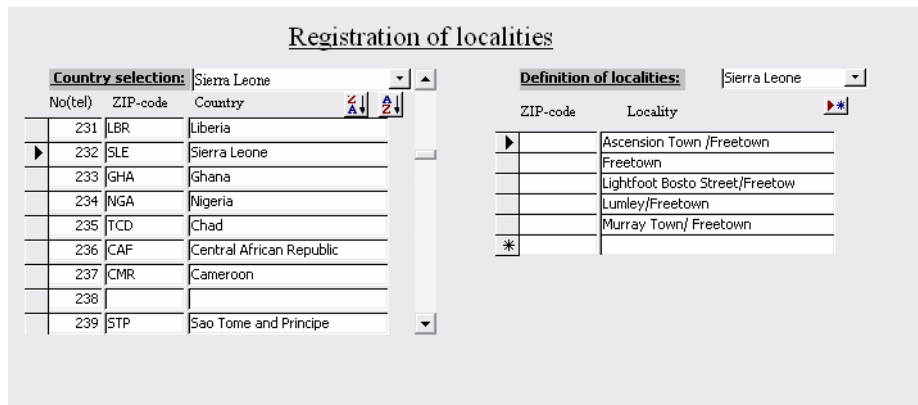 Registration of localities
Country selection: Sierra Leone
No(tel) ZIP-code Country
231 LBR Liberia
232 SLE Sierra Leone
233 GHA Ghana
234 NGA Nigeria
235 TCD Chad
236 CAF Central African Republic
237 CMR Cameroon
238
239 STP Sao Tome and Principe
Definition of localities: Sierra Leone
ZIP-code Locality
Ascension Town /Freetown
Freetown
Lightfoot Bosto Street/Freetow
Lumley/Freetown
Murray Town/ Freetown